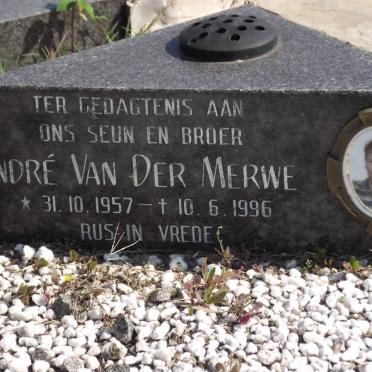 TER GEDAGTENIS AAN
ONS SEUN EN BROER
NDRÉ VAN DER MERWE
* 31.10.1957 – † 10.6.1996
RUS IN VREDE